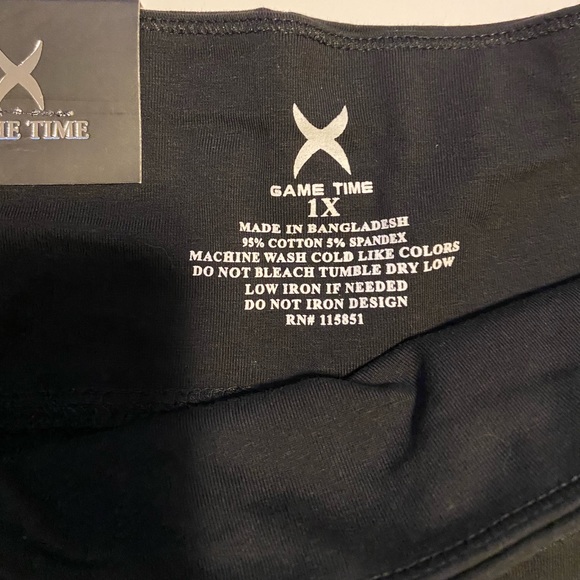 TIME
GAME TIME
1X
MADE IN BANGLADESH
95% COTTON 5% SPANDEX
MACHINE WASH COLD LIKE COLORS
DO NOT BLEACH TUMBLE DRY LOW
LOW IRON IF NEEDED
DO NOT IRON DESIGN
RN# 115851